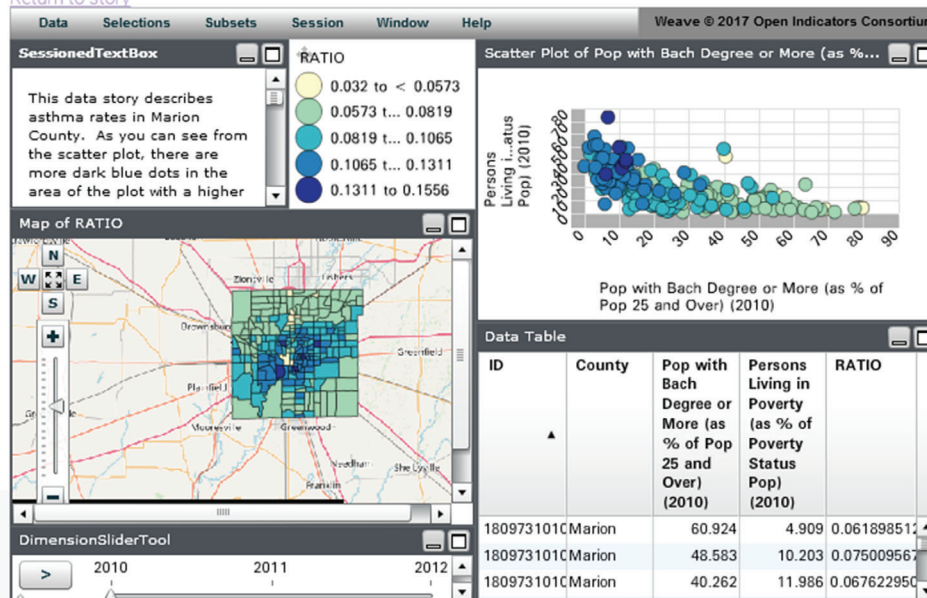 Return to story
Data Selections Subsets Session Window Help
Weave © 2017 Open Indicators Consortiu
SessionedTextBox
This data story describes
asthma rates in Marion
County. As you can see from
the scatter plot, there are
more dark blue dots in the
area of the plot with a higher
RATIO
0.032 to < 0.0573
0.0573 t... 0.0819
0.0819 t... 0.1065
0.1065 t... 0.1311
0.1311 to 0.1556
Scatter Plot of Pop with Bach Degree or More (as %...
Persons
Living i...atus
Pop) (2010)
0 10 20 30 40 50 60 70 80 90
Pop with Bach Degree or More (as % of
Pop 25 and Over) (2010)
Map of RATIO
N
W E
S
Zionsville
Fishers
Brownsbur
Greenfield
Plainfield
Mooresville
Greenwood
Needham
Franklin
DimensionSliderTool
>
2010 2011 2012
Data Table
ID
County
Pop with
Bach
Degree or
More (as
% of Pop
25 and
Over)
(2010)
Persons
Living in
Poverty
(as % of
Poverty
Status
Pop)
(2010)
RATIO
1809731010 Marion 60.924 4.909 0.061898512
1809731010 Marion 48.583 10.203 0.075009567
1809731010 Marion 40.262 11.986 0.067622950